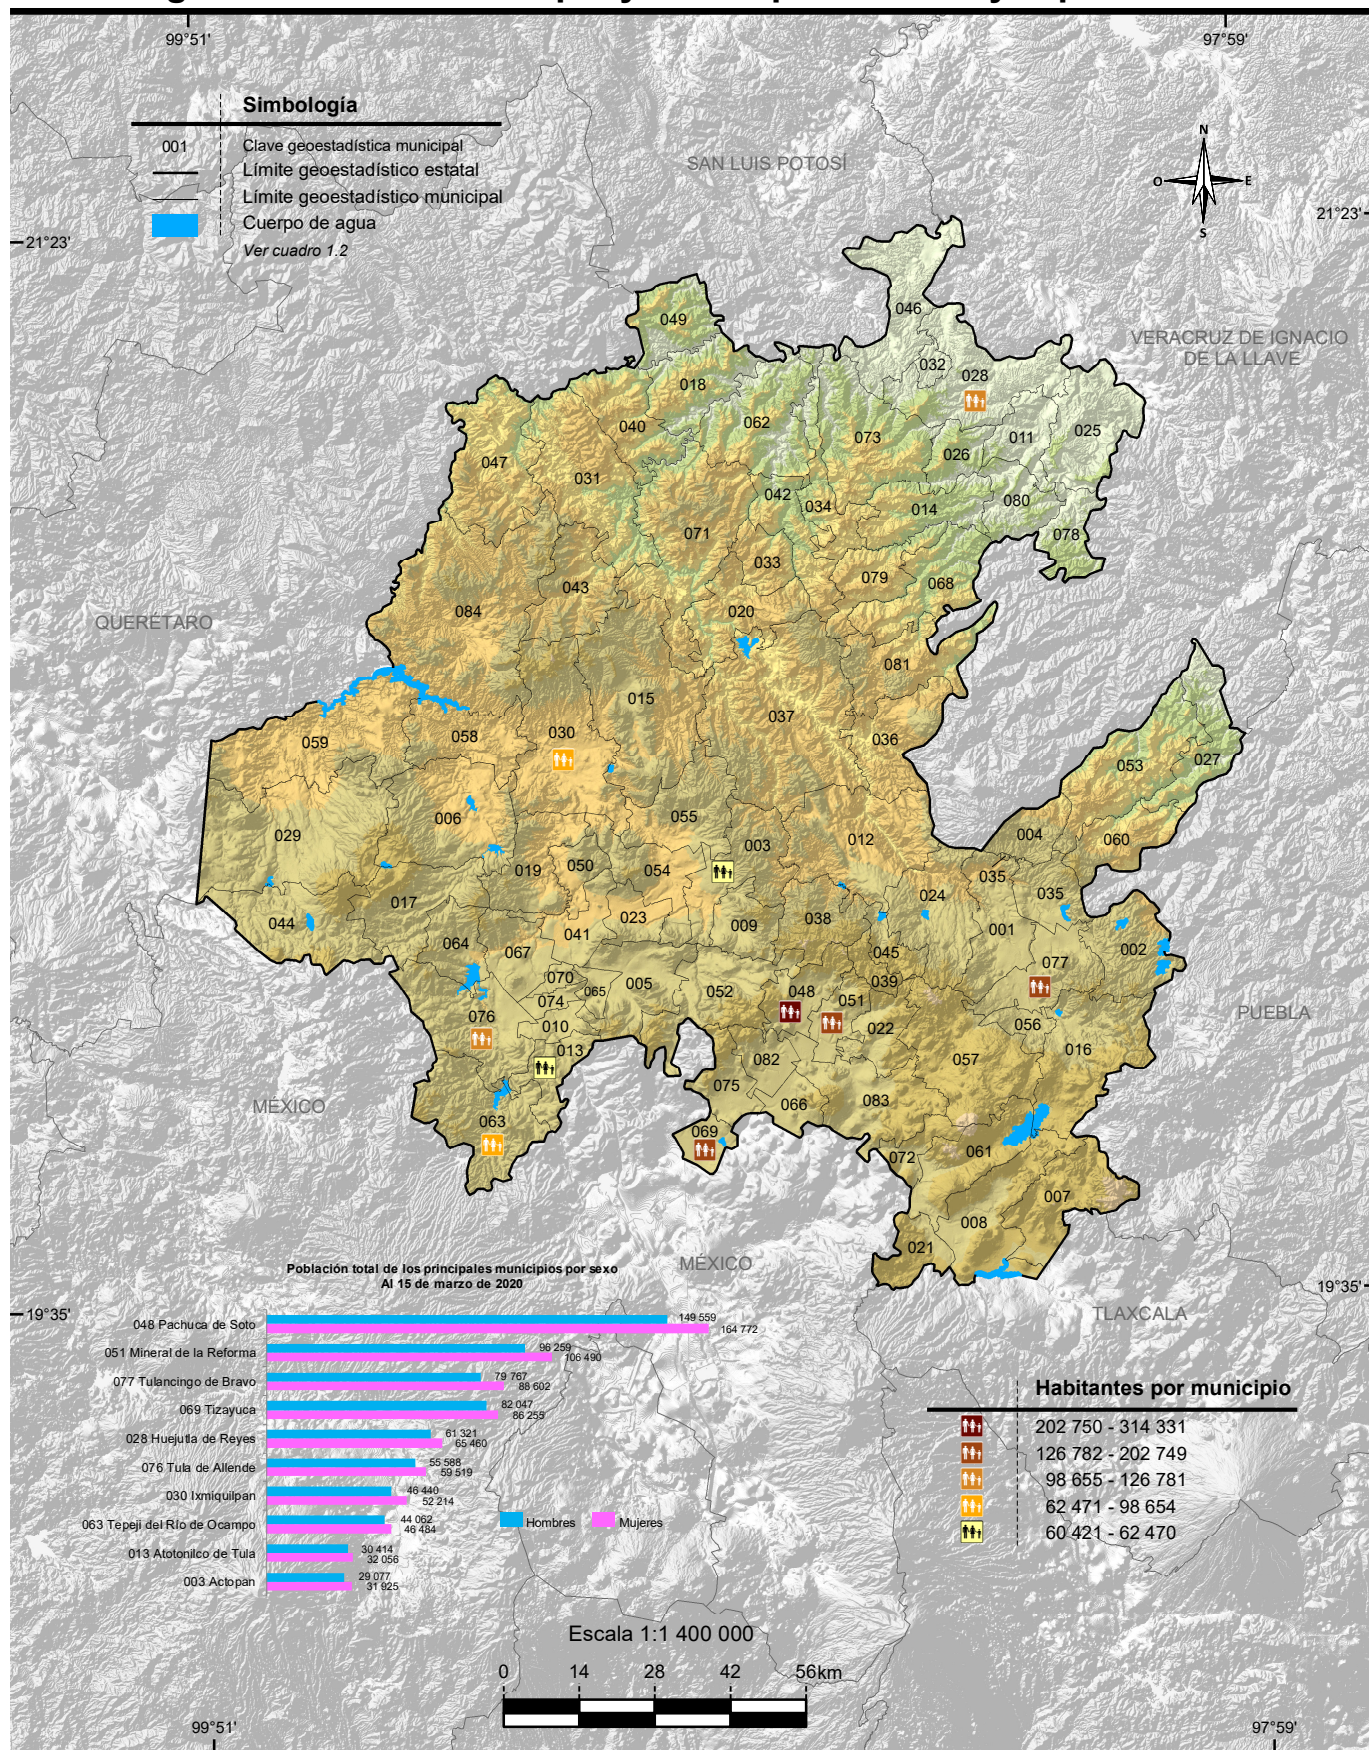 99°51'
97°59'
Simbología
001 Clave geoestadística municipal
Límite geoestadístico estatal
Límite geoestadístico municipal
Cuerpo de agua
Ver cuadro 1.2
SAN LUIS POTOSÍ
N
O E
S
21°23'
21°23'
VERACRUZ DE IGNACIO
DE LA LLAVE
046
049
032
028
018
062
040
073
011
025
026
047
031
042
034
014
080
071
078
033
079
068
043
084
020
QUERÉTARO
081
015
037
059
058
030
036
053
027
006
055
029
003
012
004
060
019
050
054
035
035
017
024
044
023
038
009
001
041
064
067
045
002
077
070
005
039
065
052
048
051
074
076
010
056
022
PUEBLA
013
016
082
057
075
MÉXICO
066
083
063
069
061
072
007
008
021
MÉXICO
TLAXCALA
19°35'
19°35'
Población total de los principales municipios por sexo
Al 15 de marzo de 2020
048 Pachuca de Soto 149 559
164 772
051 Mineral de la Reforma 96 259
106 490
077 Tulancingo de Bravo 79 767
88 602
069 Tizayuca 82 047
86 255
028 Huejutla de Reyes 61 321
65 460
076 Tula de Allende 55 588
59 519
030 Ixmiquilpan 46 440
52 214
063 Tepeji del Río de Ocampo 44 062
46 484
013 Atotonilco de Tula 30 414
32 056
003 Actopan 29 077
31 925
Hombres Mujeres
Habitantes por municipio
202 750 - 314 331
126 782 - 202 749
98 655 - 126 781
62 471 - 98 654
60 421 - 62 470
Escala 1:1 400 000
0 14 28 42 56km
99°51'
97°59'